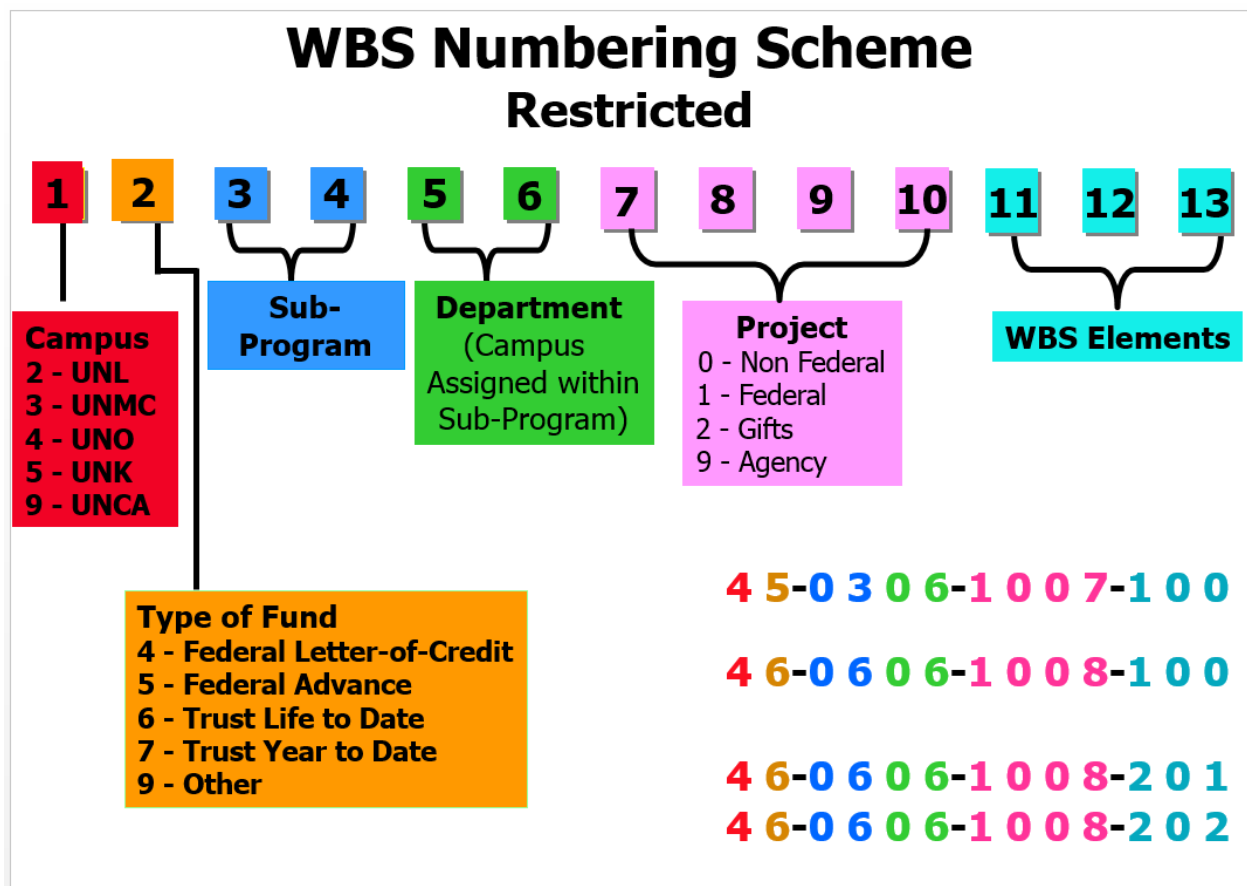 WBS Numbering Scheme
Restricted
1 2 3 4 5 6 7 8 9 10 11 12 13
Campus
2 - UNL
3 - UNMC
4 - UNO
5 - UNK
9 - UNCA
Sub-
Program
Department
(Campus
Assigned within
Sub-Program)
Project
0 - Non Federal
1 - Federal
2 - Gifts
9 - Agency
WBS Elements
Type of Fund
4 - Federal Letter-of-Credit
5 - Federal Advance
6 - Trust Life to Date
7 - Trust Year to Date
9 - Other
4 5-0 3 0 6-1 0 0 7-1 0 0
4 6-0 6 0 6-1 0 0 8-1 0 0
4 6-0 6 0 6-1 0 0 8-2 0 1
4 6-0 6 0 6-1 0 0 8-2 0 2